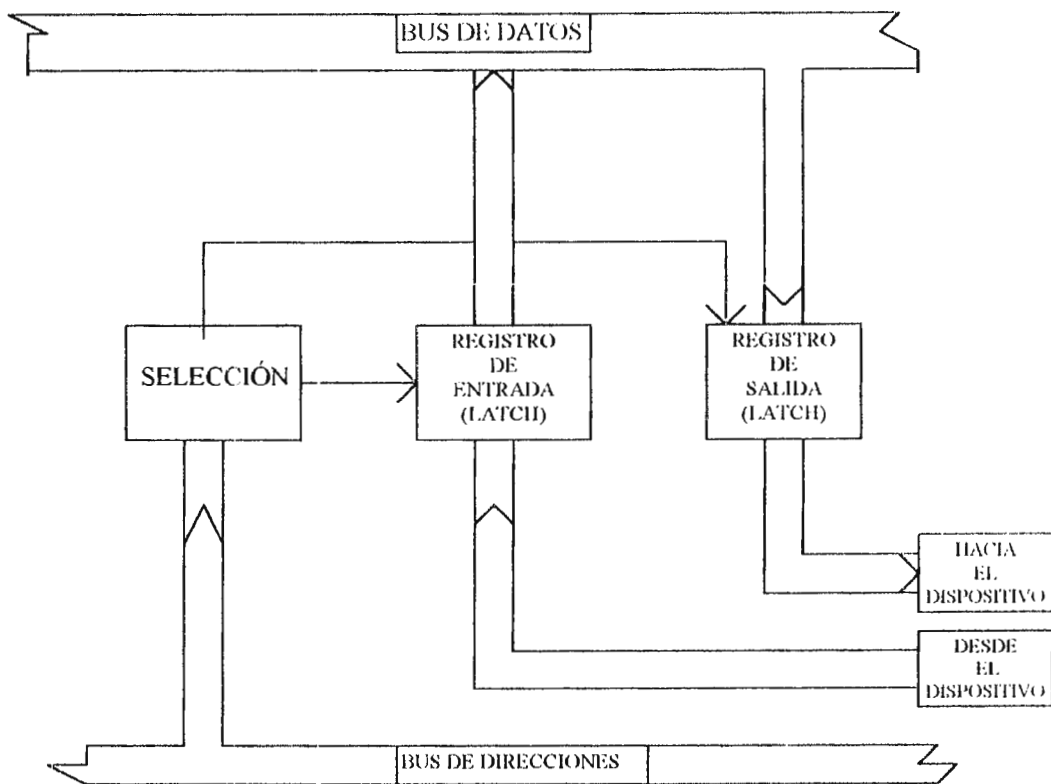 BUS DE DATOS
SELECCIÓN
REGISTRO
DE
ENTRADA
(LATCH)
REGISTRO
DE
SALIDA
(LATCH)
HACIA
EL
DISPOSITIVO
DESDE
EL
DISPOSITIVO
BUS DE DIRECCIONES